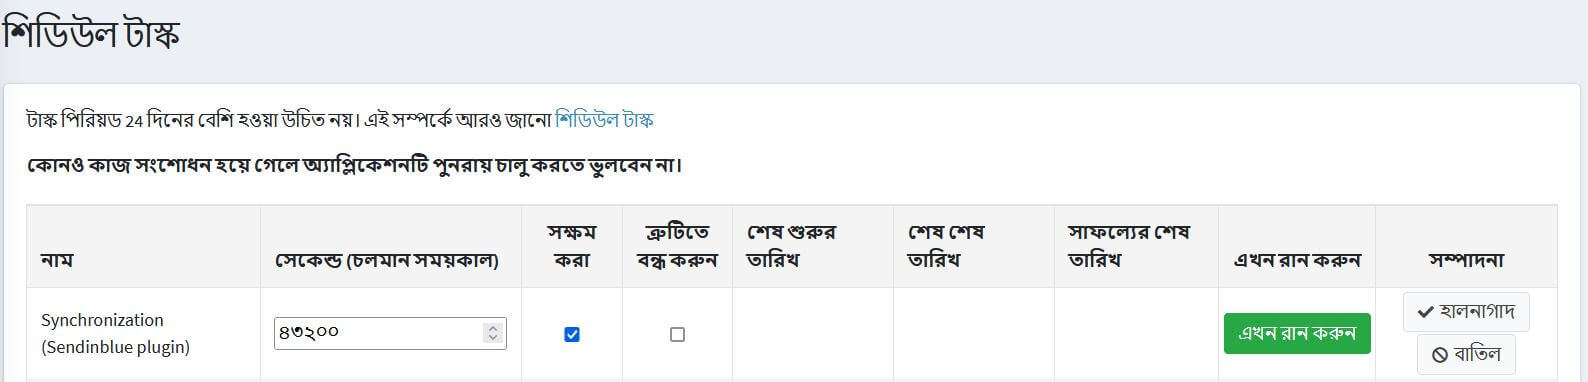 শিডিউল টাস্ক
টাস্ক পিরিয়ড 24 দিনের বেশি হওয়া উচিত নয়। এই সম্পর্কে আরও জানো শিডিউল টাস্ক
কোনও কাজ সংশোধন হয়ে গেলে অ্যাপ্লিকেশনটি পুনরায় চালু করতে ভুলবেন না।
নাম
সেকেন্ড (চলমান সময়কাল)
সক্ষম
করা
ত্রুটিতে
বন্ধ করুন
শেষ শুরুর
তারিখ
শেষ শেষ
তারিখ
সাফল্যের শেষ
তারিখ
এখন রান করুন
সম্পাদনা
Synchronization
(Sendinblue plugin)
৪৩২০০
এখন রান করুন
হালনাগাদ
বাতিল